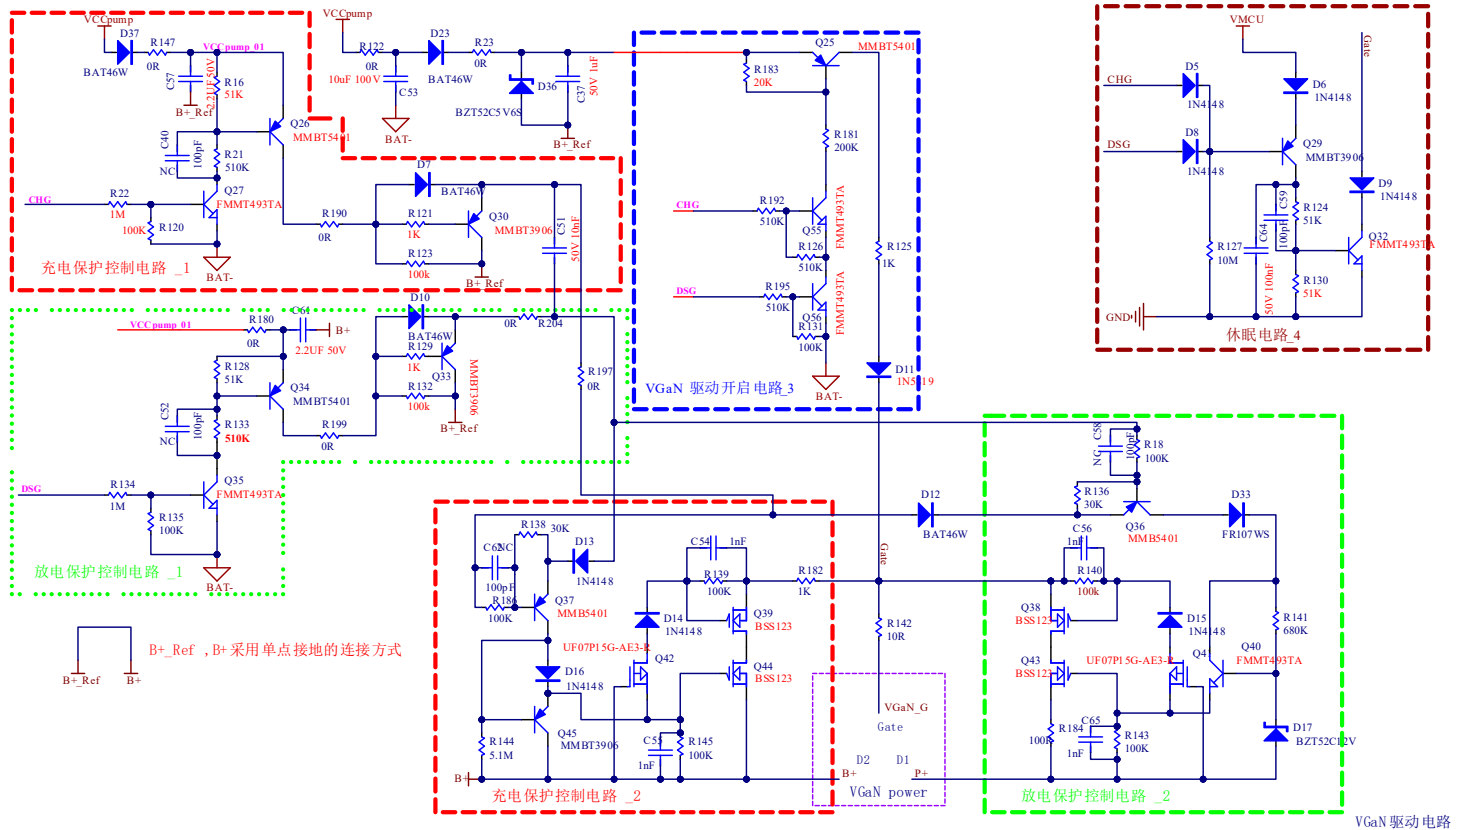 VCCpump
D37
BAT46W
R147
0R
VCCpump_01
C57
2.2UF 50V
B+_Ref
R16
51K
Q26
MMBT5401
C40
100pF
NC
R21
510K
CHG
R22
1M
Q27
FMMT493TA
100K
R120
BAT-
充电保护控制电路 _1
VCCpump
R122
0R
10uF 100V
C53
BAT-
D23
BAT46W
R23
0R
D36
BZT52C5V6S
C37
50V 1uF
B+_Ref
D7
BAT46W
R190
0R
R121
1K
R123
100k
Q30
MMBT3906
B+_Ref
C51
50V 10nF
VCCpump_01
R180
0R
C61
2.2UF 50V
B+
R128
51K
Q34
MMBT5401
C52
100pF
NC
R133
510K
R199
0R
D10
BAT46W
R129
1K
R132
100k
Q33
MMBT3906
B+_Ref
0R
R204
R197
0R
DSG
R134
1M
Q35
FMMT493TA
R135
100K
BAT-
放电保护控制电路 _1
B+_Ref
B+
B+_Ref ,B+采用单点接地的连接方式
R183
20K
Q25
MMBT5401
R181
200K
CHG
R192
510K
Q55
FMMT493TA
R126
510K
DSG
R195
510K
Q56
FMMT493TA
R131
100K
BAT-
R125
1K
D11
1N5819
VGaN 驱动开启电路_3
VMCU
Gate
CHG
D5
1N4148
DSG
D8
1N4148
D6
1N4148
Q29
MMBT3906
D9
1N4148
C59
100pF
R124
51K
C64
50V 100nF
R127
10M
R130
51K
Q32
FMMT493TA
GND
休眠电路_4
R138
30K
C62
NC
100pF
R186
100K
D13
1N4148
Q37
MMB5401
D16
1N4148
Q45
MMBT3906
R144
5.1M
B+
C54
1nF
R139
100K
D14
1N4148
Q39
BSS123
UF07P15G-AE3-R
Q42
Q44
BSS123
C55
1nF
R145
100K
R182
1K
充电保护控制电路 _2
D12
BAT46W
Gate
R142
10R
VGaN_G
Gate
D2
D1
B+
P+
VGaN power
C58
100pF
NC
R18
100K
R136
30K
Q36
MMB5401
D33
FR107WS
C56
1nF
R140
100k
Q38
BSS123
Q43
BSS123
D15
1N4148
UF07P15G-AE3-R
Q41
Q40
FMMT493TA
R141
680K
R184
100K
C65
1nF
R143
100K
D17
BZT52C12V
放电保护控制电路 _2
VGaN 驱动电路